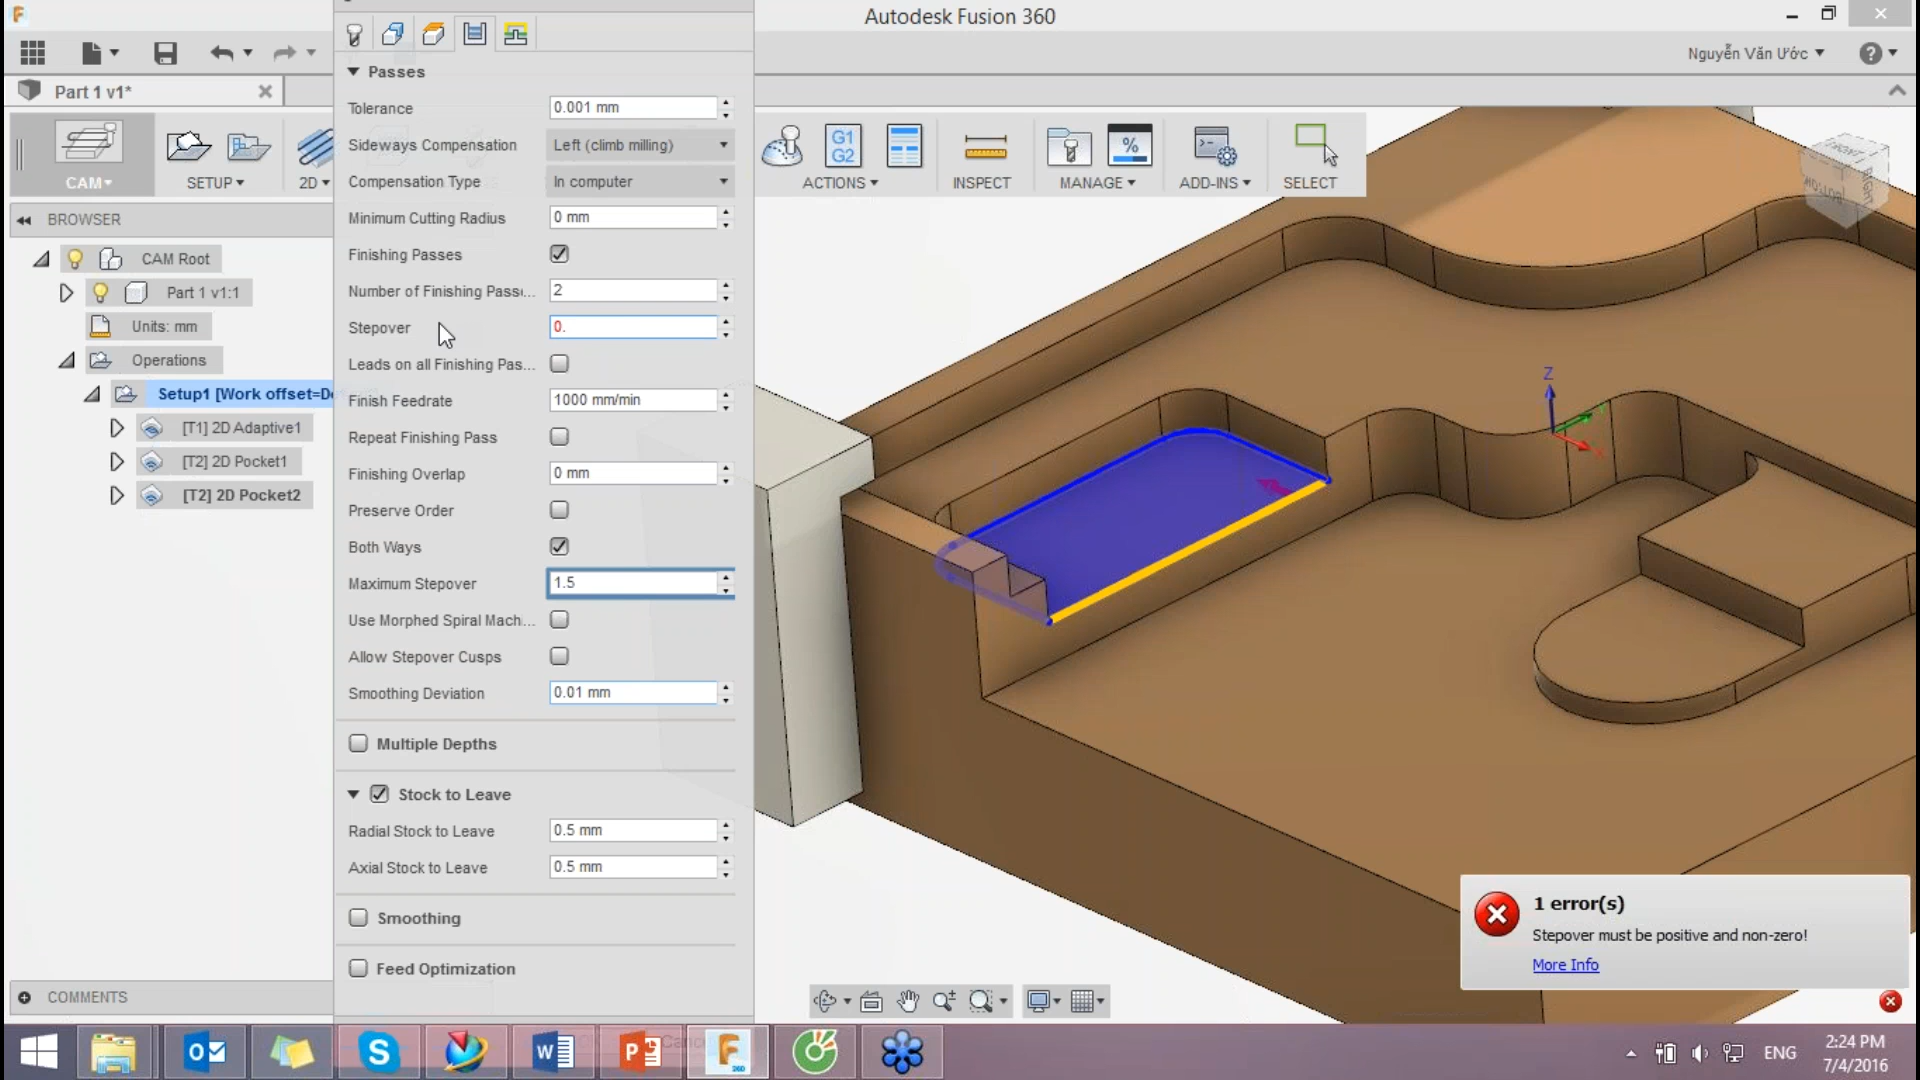 Autodesk Fusion 360
Nguyễn Văn Ước
Part 1 v1*
CAM
SETUP
2D
ACTIONS
INSPECT
MANAGE
ADD-INS
SELECT
G1
G2
%
BROWSER
CAM Root
Part 1 v1:1
Units: mm
Operations
Setup1 [Work offset=D
[T1] 2D Adaptive1
[T2] 2D Pocket1
[T2] 2D Pocket2
COMMENTS
Passes
Tolerance 0.001 mm
Sideways Compensation Left (climb milling)
Compensation Type In computer
Minimum Cutting Radius 0 mm
Finishing Passes
Number of Finishing Pass... 2
Stepover 0.
Leads on all Finishing Pas...
Finish Feedrate 1000 mm/min
Repeat Finishing Pass
Finishing Overlap 0 mm
Preserve Order
Both Ways
Maximum Stepover 1.5
Use Morphed Spiral Mach...
Allow Stepover Cusps
Smoothing Deviation 0.01 mm
Multiple Depths
Stock to Leave
Radial Stock to Leave 0.5 mm
Axial Stock to Leave 0.5 mm
Smoothing
Feed Optimization
Z
FRONT
RIGHT
BOTTOM
1 error(s)
Stepover must be positive and non-zero!
More Info
ENG
2:24 PM
7/4/2016